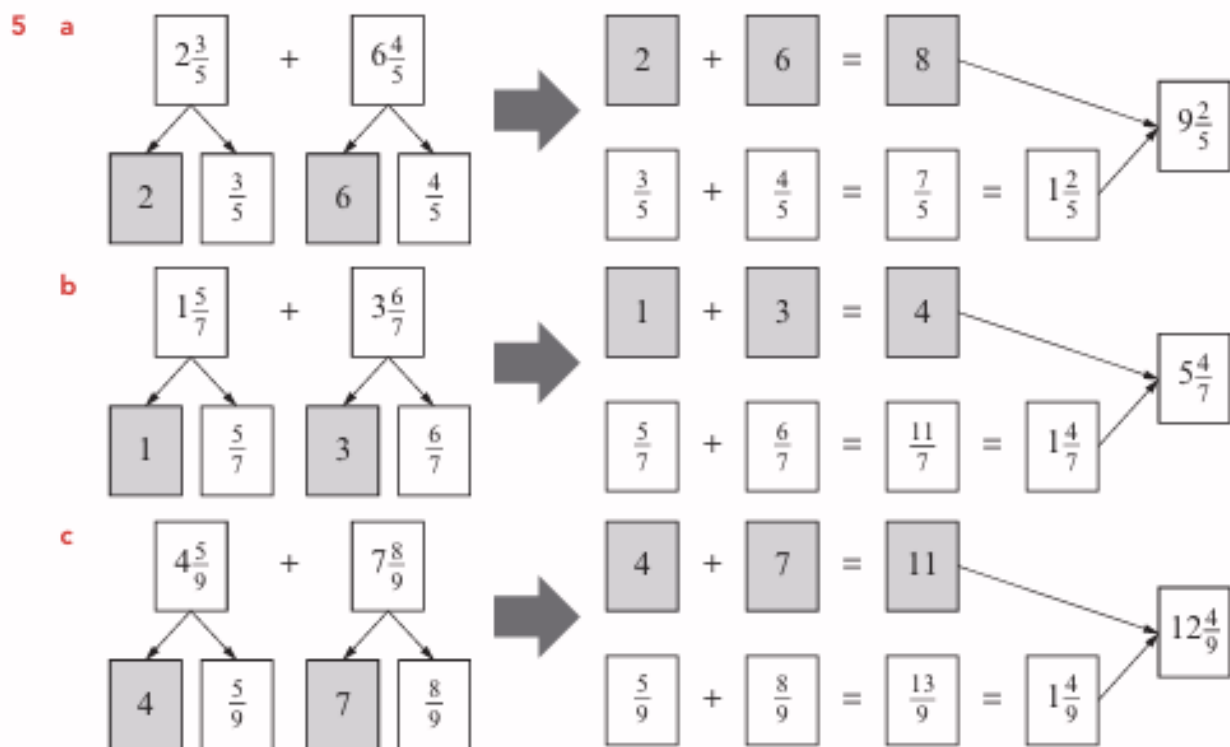 5 a 2 3/5 + 6 4/5 2 + 6 = 8
9 2/5
2 3/5 6 4/5 3/5 + 4/5 = 7/5 = 1 2/5
b 1 5/7 + 3 6/7 1 + 3 = 4
5 4/7
1 5/7 3 6/7 5/7 + 6/7 = 11/7 = 1 4/7
c 4 5/9 + 7 8/9 4 + 7 = 11
12 4/9
4 5/9 7 8/9 5/9 + 8/9 = 13/9 = 1 4/9